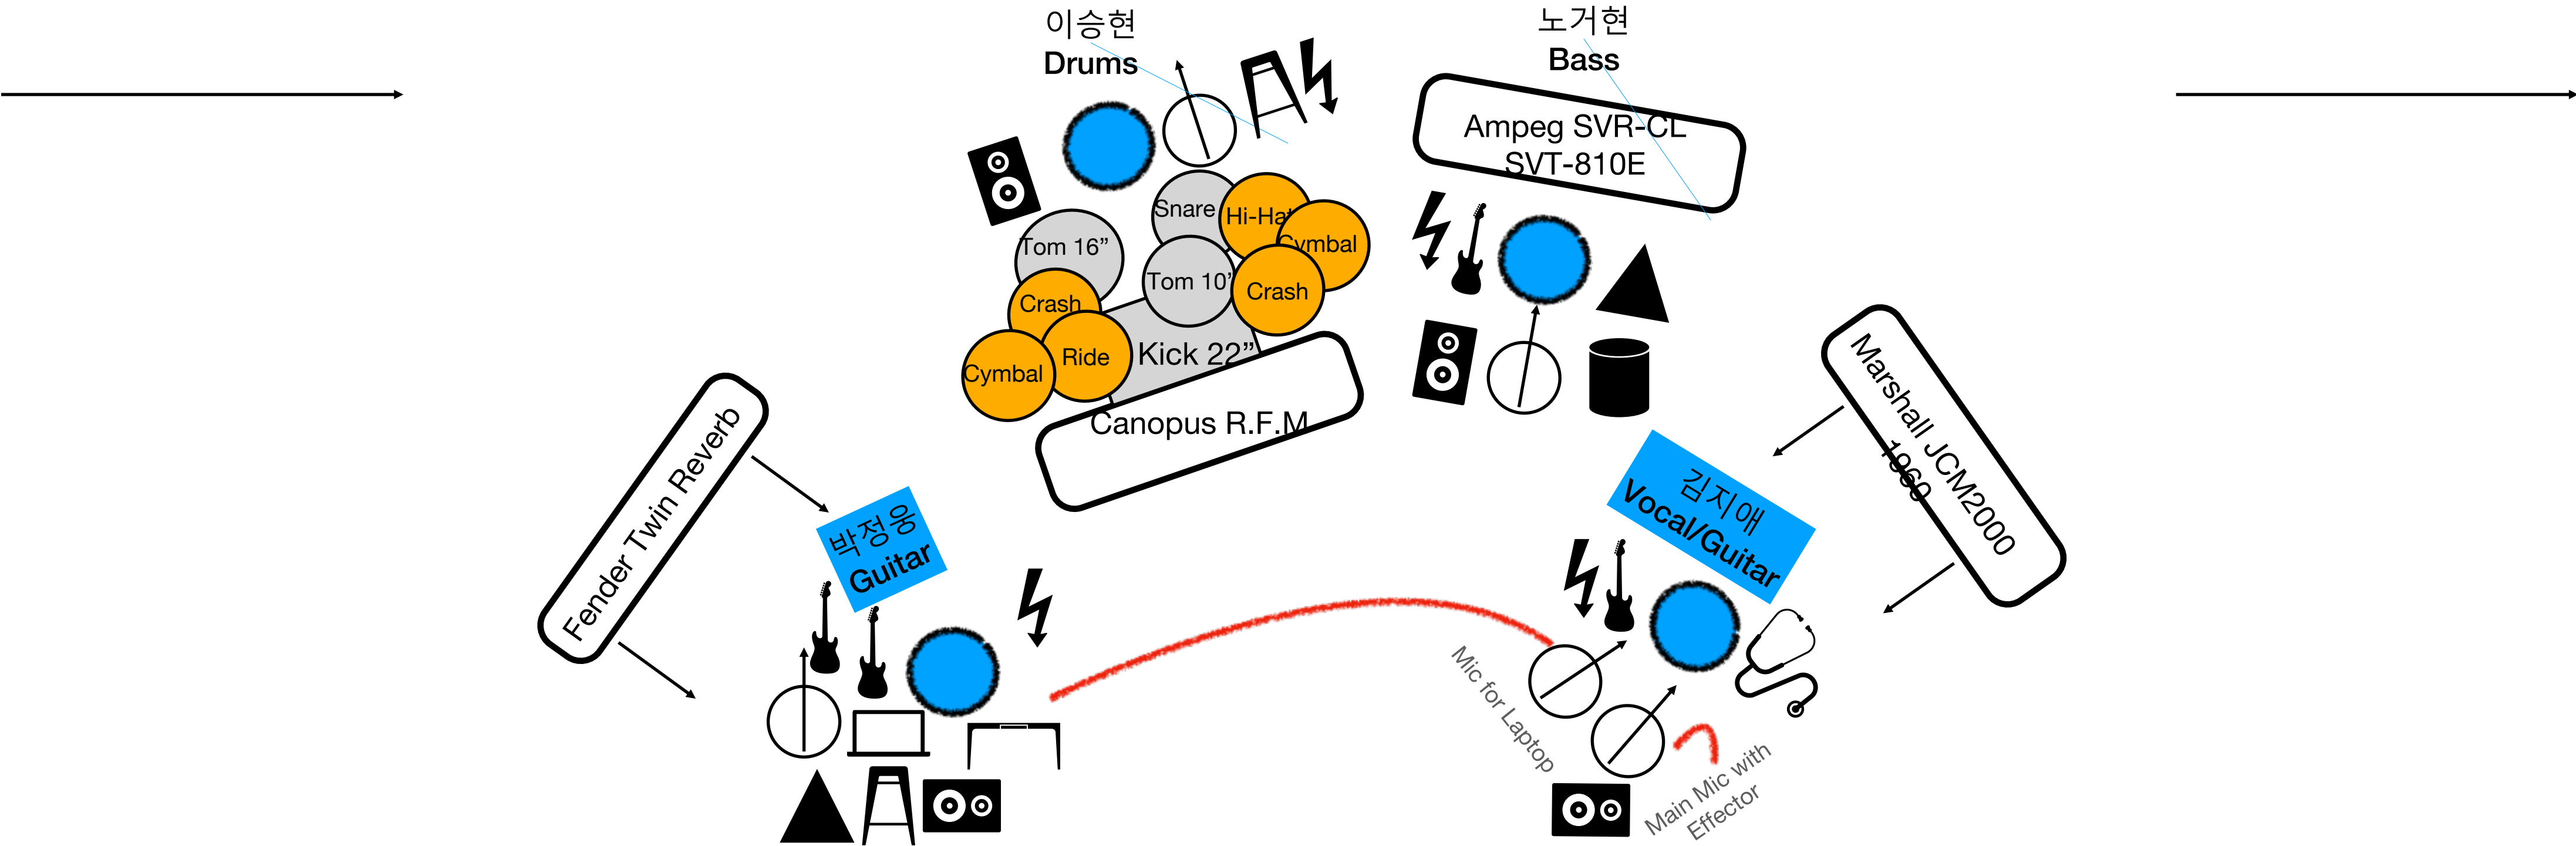 이승현
Drums
노거현
Bass
Ampeg SVR-CL
SVT-810E
Snare
Hi-Hat
Cymbal
Tom 16”
Tom 10”
Crash
Crash
Ride
Cymbal
Kick 22”
Canopus R.F.M
Fender Twin Reverb
박정웅
Guitar
Marshall JCM2000
1960
김지애
Vocal/Guitar
Mic for Laptop
Main Mic with
Effector